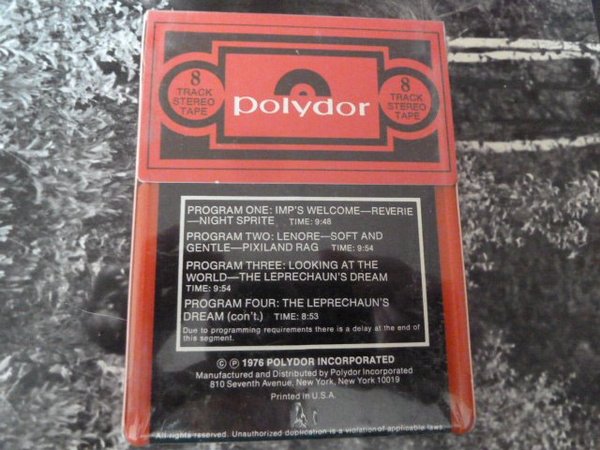 8
TRACK
STEREO
TAPE
polydor
8
TRACK
STEREO
TAPE
PROGRAM ONE: IMP'S WELCOME—REVERIE
—NIGHT SPRITE TIME: 9:48
PROGRAM TWO: LENORE—SOFT AND
GENTLE—PIXILAND RAG TIME: 9:54
PROGRAM THREE: LOOKING AT THE
WORLD—THE LEPRECHAUN'S DREAM
TIME: 9:54
PROGRAM FOUR: THE LEPRECHAUN'S
DREAM (con't.) TIME: 8:53
Due to programming requirements there is a delay at the end of
this segment.
© ℗ 1976 POLYDOR INCORPORATED
Manufactured and Distributed by Polydor Incorporated
810 Seventh Avenue, New York, New York 10019
Printed in U.S.A.
All rights reserved. Unauthorized duplication is a violation of applicable laws.